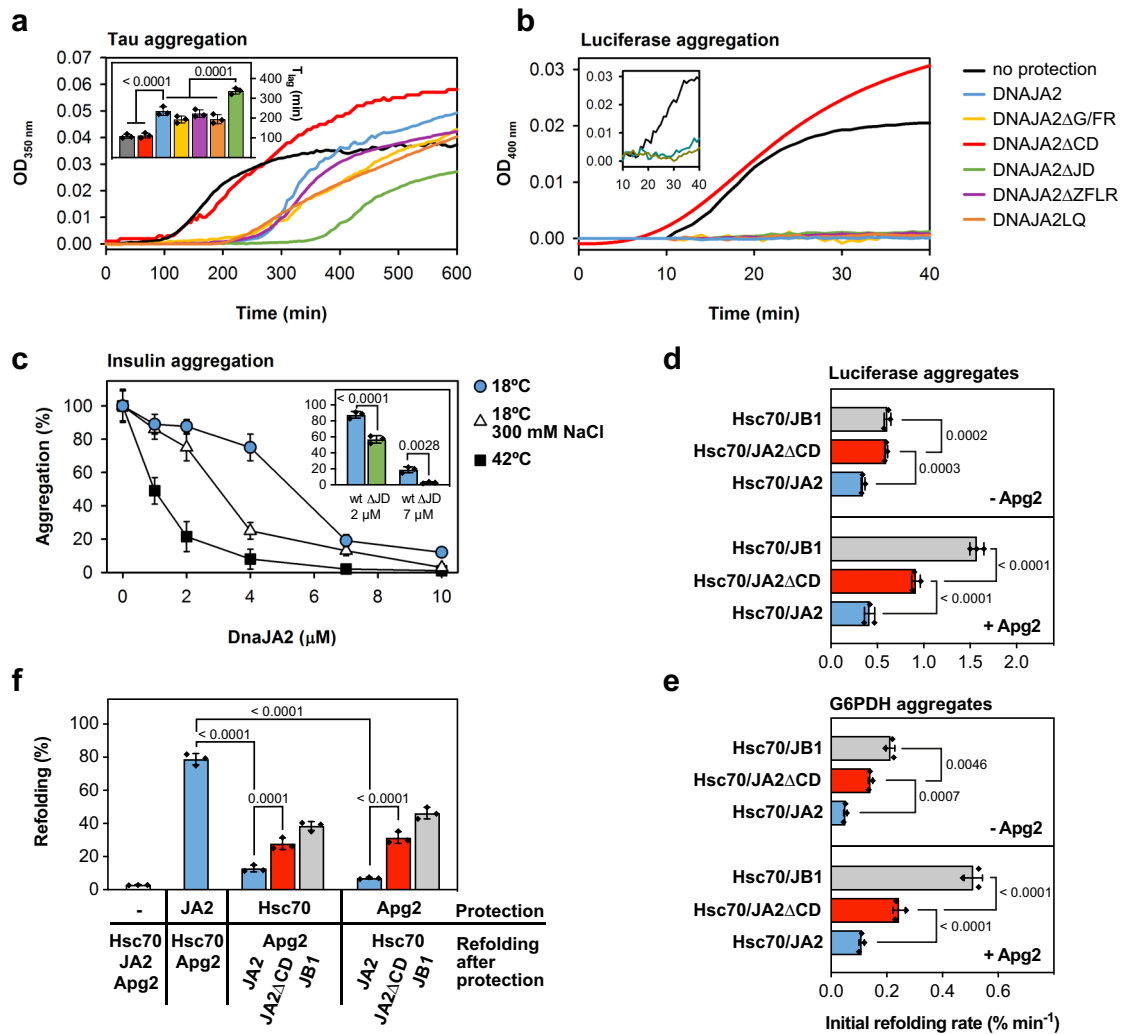 a
Tau aggregation
0.07
0.06
0.05
0.04
0.03
0.02
0.01
0.00
OD350 nm
< 0.0001
0.0001
400
300
200
100
Tlag (min)
0 100 200 300 400 500 600
Time (min)
b
Luciferase aggregation
0.03
0.02
0.01
0.00
OD400 nm
0.03
0.02
0.01
0.00
10 20 30 40
0 10 20 30 40
Time (min)
no protection
DNAJA2
DNAJA2ΔG/FR
DNAJA2ΔCD
DNAJA2ΔJD
DNAJA2ΔZFLR
DNAJA2LQ
c
Insulin aggregation
100
80
60
40
20
0
Aggregation (%)
100
80
60
40
20
0
< 0.0001
0.0028
wt ΔJD wt ΔJD
2 μM 7 μM
0 2 4 6 8 10
DnaJA2 (μM)
18ºC
18ºC
300 mM NaCl
42ºC
d
Luciferase aggregates
Hsc70/JB1
Hsc70/JA2ΔCD
Hsc70/JA2
0.0002
0.0003
- Apg2
Hsc70/JB1
Hsc70/JA2ΔCD
Hsc70/JA2
< 0.0001
< 0.0001
+ Apg2
0.0 0.5 1.0 1.5 2.0
e
G6PDH aggregates
Hsc70/JB1
Hsc70/JA2ΔCD
Hsc70/JA2
0.0046
0.0007
- Apg2
Hsc70/JB1
Hsc70/JA2ΔCD
Hsc70/JA2
< 0.0001
< 0.0001
+ Apg2
0.0 0.2 0.4 0.6 0.8
Initial refolding rate (% min-1)
f
100
80
60
40
20
0
Refolding (%)
< 0.0001
< 0.0001
0.0001
< 0.0001
- JA2 Hsc70 Apg2 Protection
Hsc70 JA2 Apg2
Hsc70 Apg2
Apg2
JA2 JA2ΔCD JB1
Hsc70
JA2 JA2ΔCD JB1
Refolding
after
protection